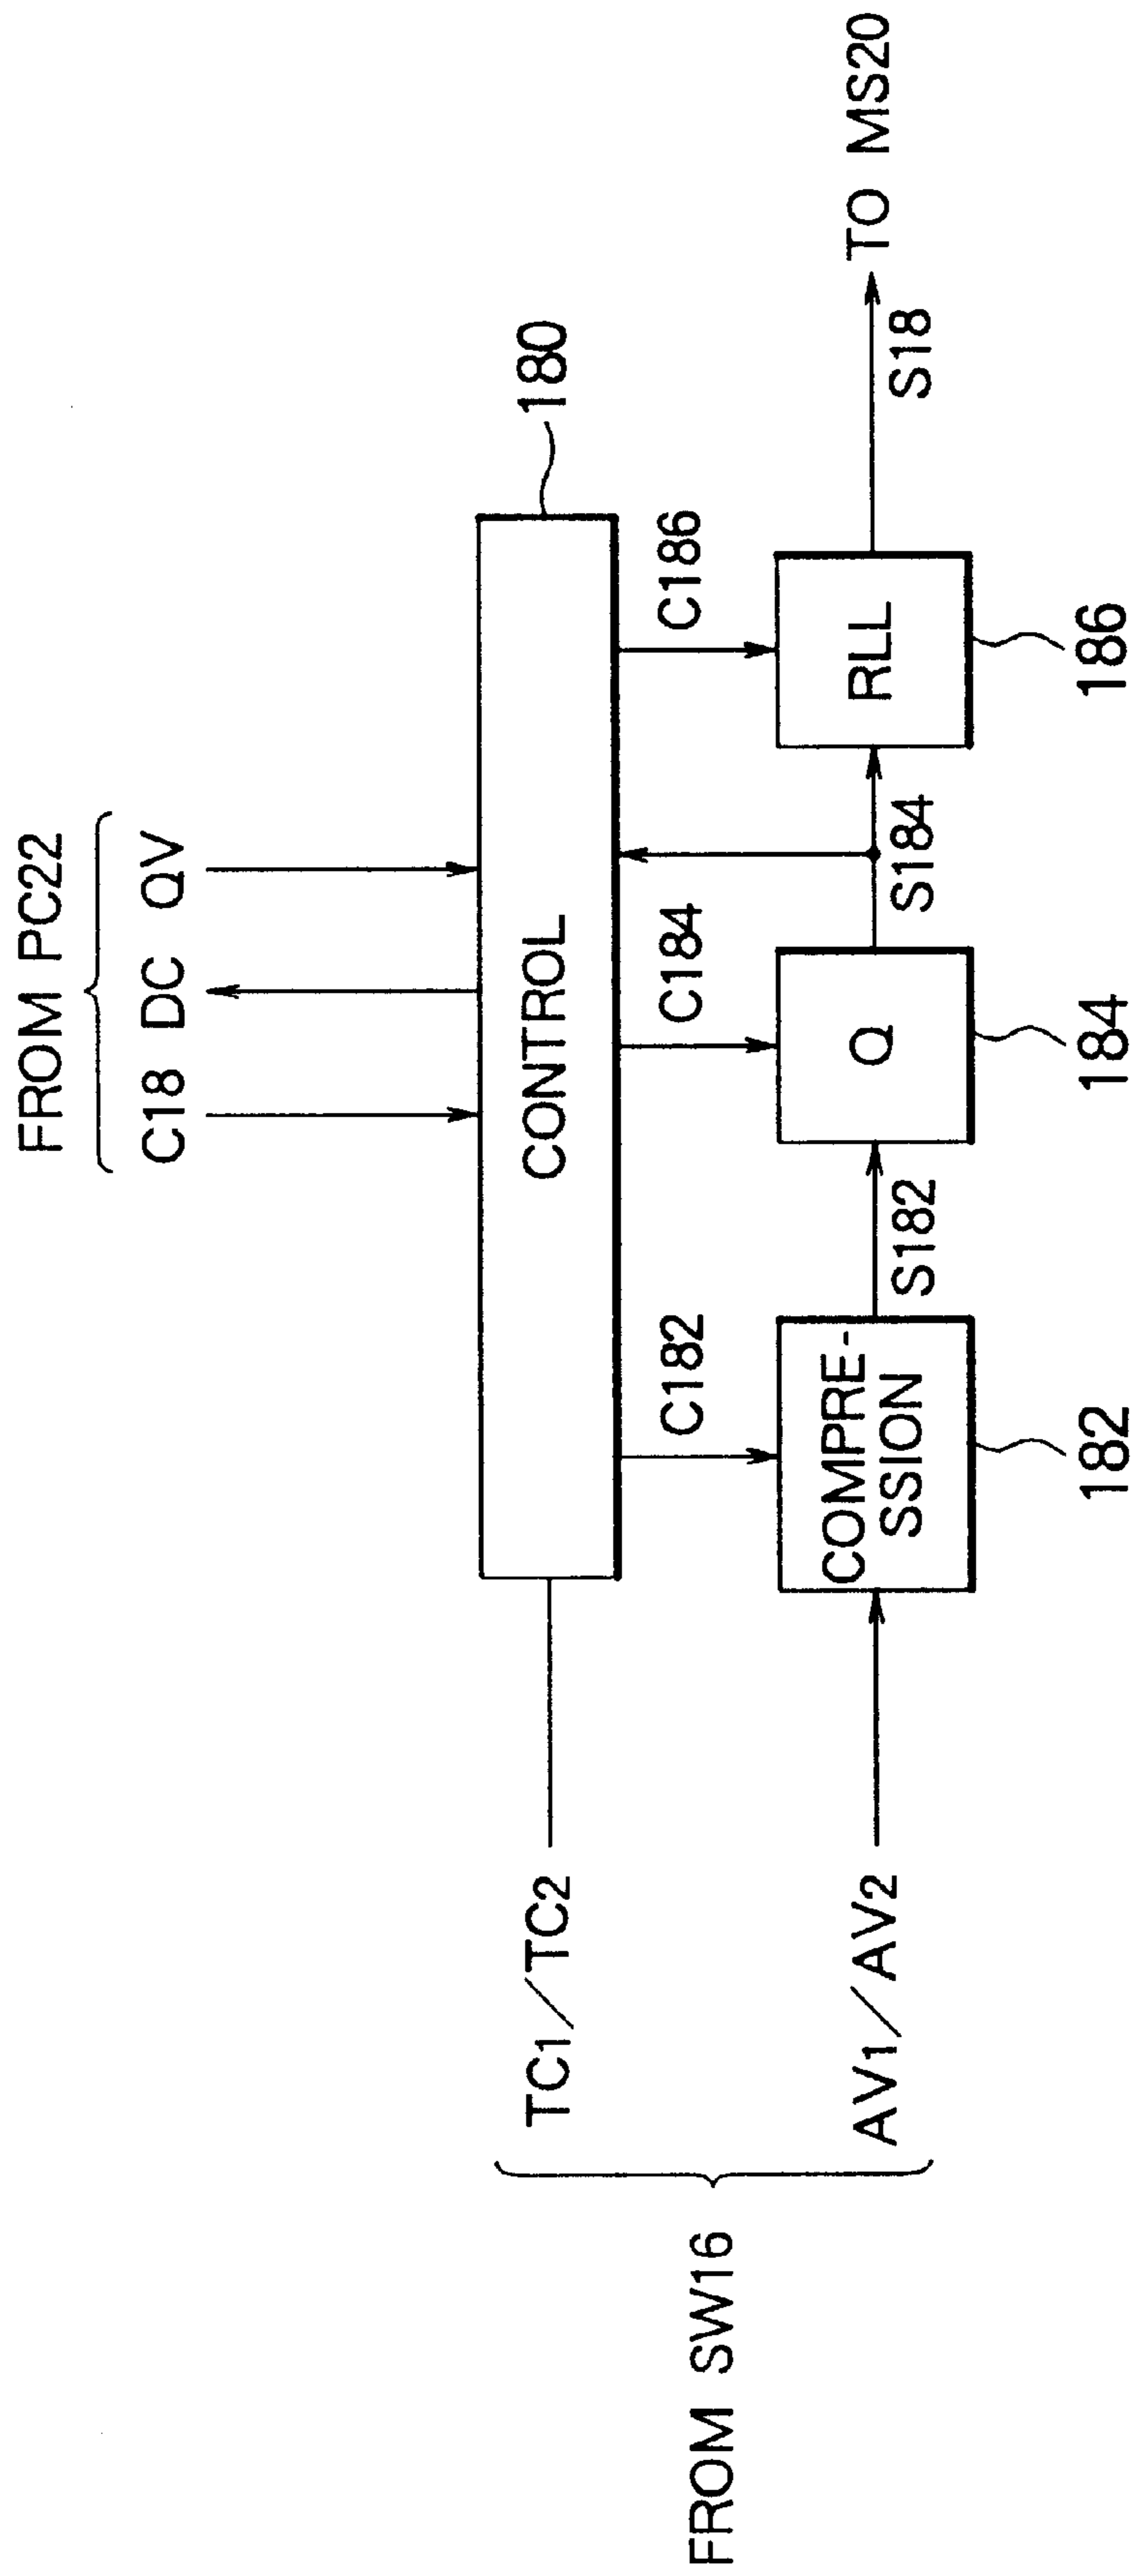 FROM PC22
C18 DC QV
180
CONTROL
TC1/TC2
C182
C184
C186
FROM SW16
AV1/AV2
COMPRE-
SSION
S182
Q
S184
RLL
S18
TO MS20
182
184
186